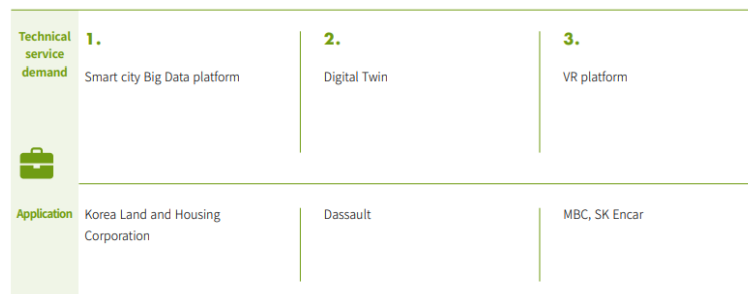 Technical service demand
1.
Smart city Big Data platform
2.
Digital Twin
3.
VR platform
Application
Korea Land and Housing
Corporation
Dassault
MBC, SK Encar